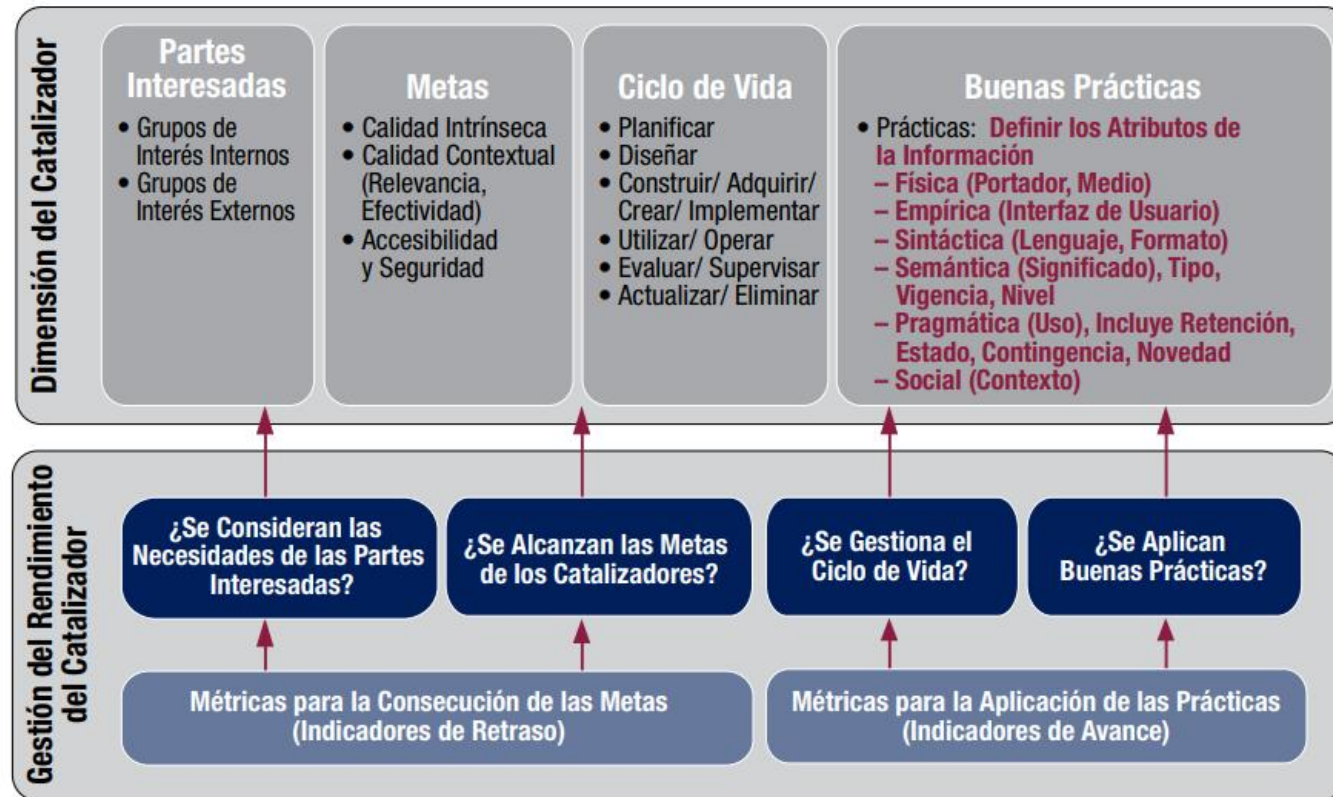 Dimensión del Catalizador
Partes
Interesadas
• Grupos de
Interés Internos
• Grupos de
Interés Externos
Metas
• Calidad Intrínseca
• Calidad Contextual
(Relevancia,
Efectividad)
• Accesibilidad
y Seguridad
Ciclo de Vida
• Planificar
• Diseñar
• Construir/ Adquirir/
Crear/ Implementar
• Utilizar/ Operar
• Evaluar/ Supervisar
• Actualizar/ Eliminar
Buenas Prácticas
• Prácticas: Definir los Atributos de
la Información
– Física (Portador, Medio)
– Empírica (Interfaz de Usuario)
– Sintáctica (Lenguaje, Formato)
– Semántica (Significado), Tipo,
Vigencia, Nivel
– Pragmática (Uso), Incluye Retención,
Estado, Contingencia, Novedad
– Social (Contexto)
Gestión del Rendimiento
del Catalizador
¿Se Consideran las
Necesidades de las Partes
Interesadas?
¿Se Alcanzan las Metas
de los Catalizadores?
¿Se Gestiona el
Ciclo de Vida?
¿Se Aplican
Buenas Prácticas?
Métricas para la Consecución de las Metas
(Indicadores de Retraso)
Métricas para la Aplicación de las Prácticas
(Indicadores de Avance)